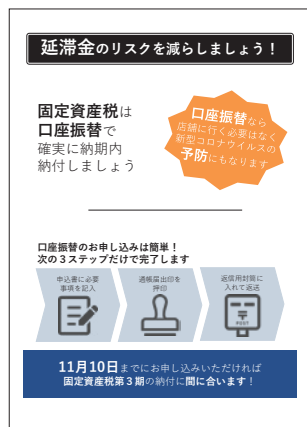 延滞金のリスクを減らしましょう！
固定資産税は
口座振替で
確実に納期内
納付しましょう
口座振替なら
店舗に行く必要はなく
新型コロナウイルスの
予防にもなります
口座振替のお申し込みは簡単！
次の３ステップだけで完了します
申込書に必要
事項を記入
通帳届出印を
押印
返信用封筒に
入れて返送
〒
POST
11月10日までにお申し込みいただければ
固定資産税第３期の納付に間に合います！